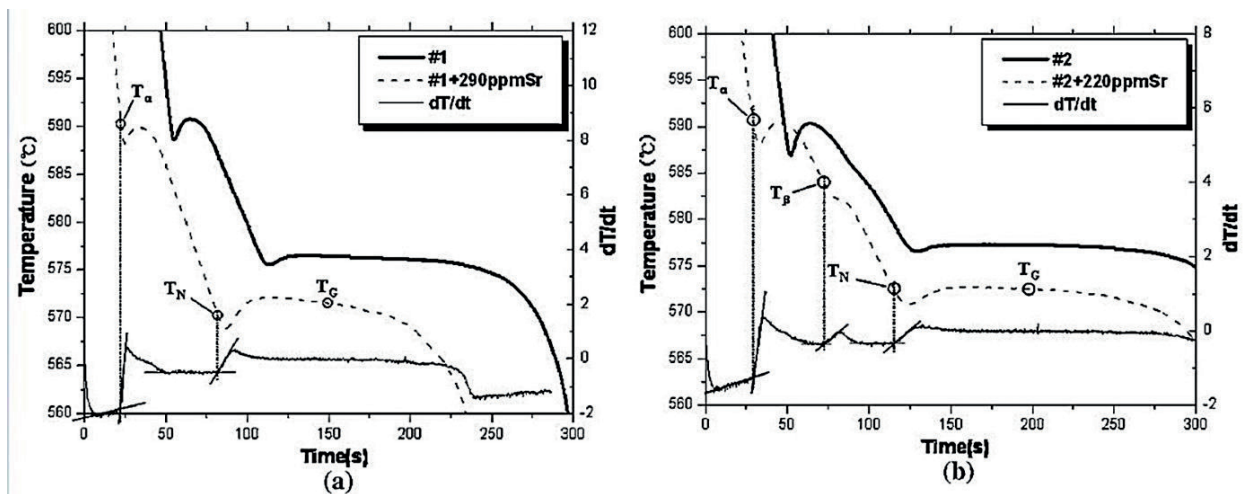 600
595
590
585
580
575
570
565
560
Temperature (℃)
12
10
8
6
4
2
0
-2
dT/dt
#1
#1+290ppmSr
dT/dt
Tα
TN
TG
0 50 100 150 200 250 300
Time(s)
(a)
600
595
590
585
580
575
570
565
560
Temperature (℃)
8
6
4
2
0
-2
dT/dt
#2
#2+220ppmSr
dT/dt
Tα
Tβ
TN
TG
0 50 100 150 200 250 300
Time(s)
(b)